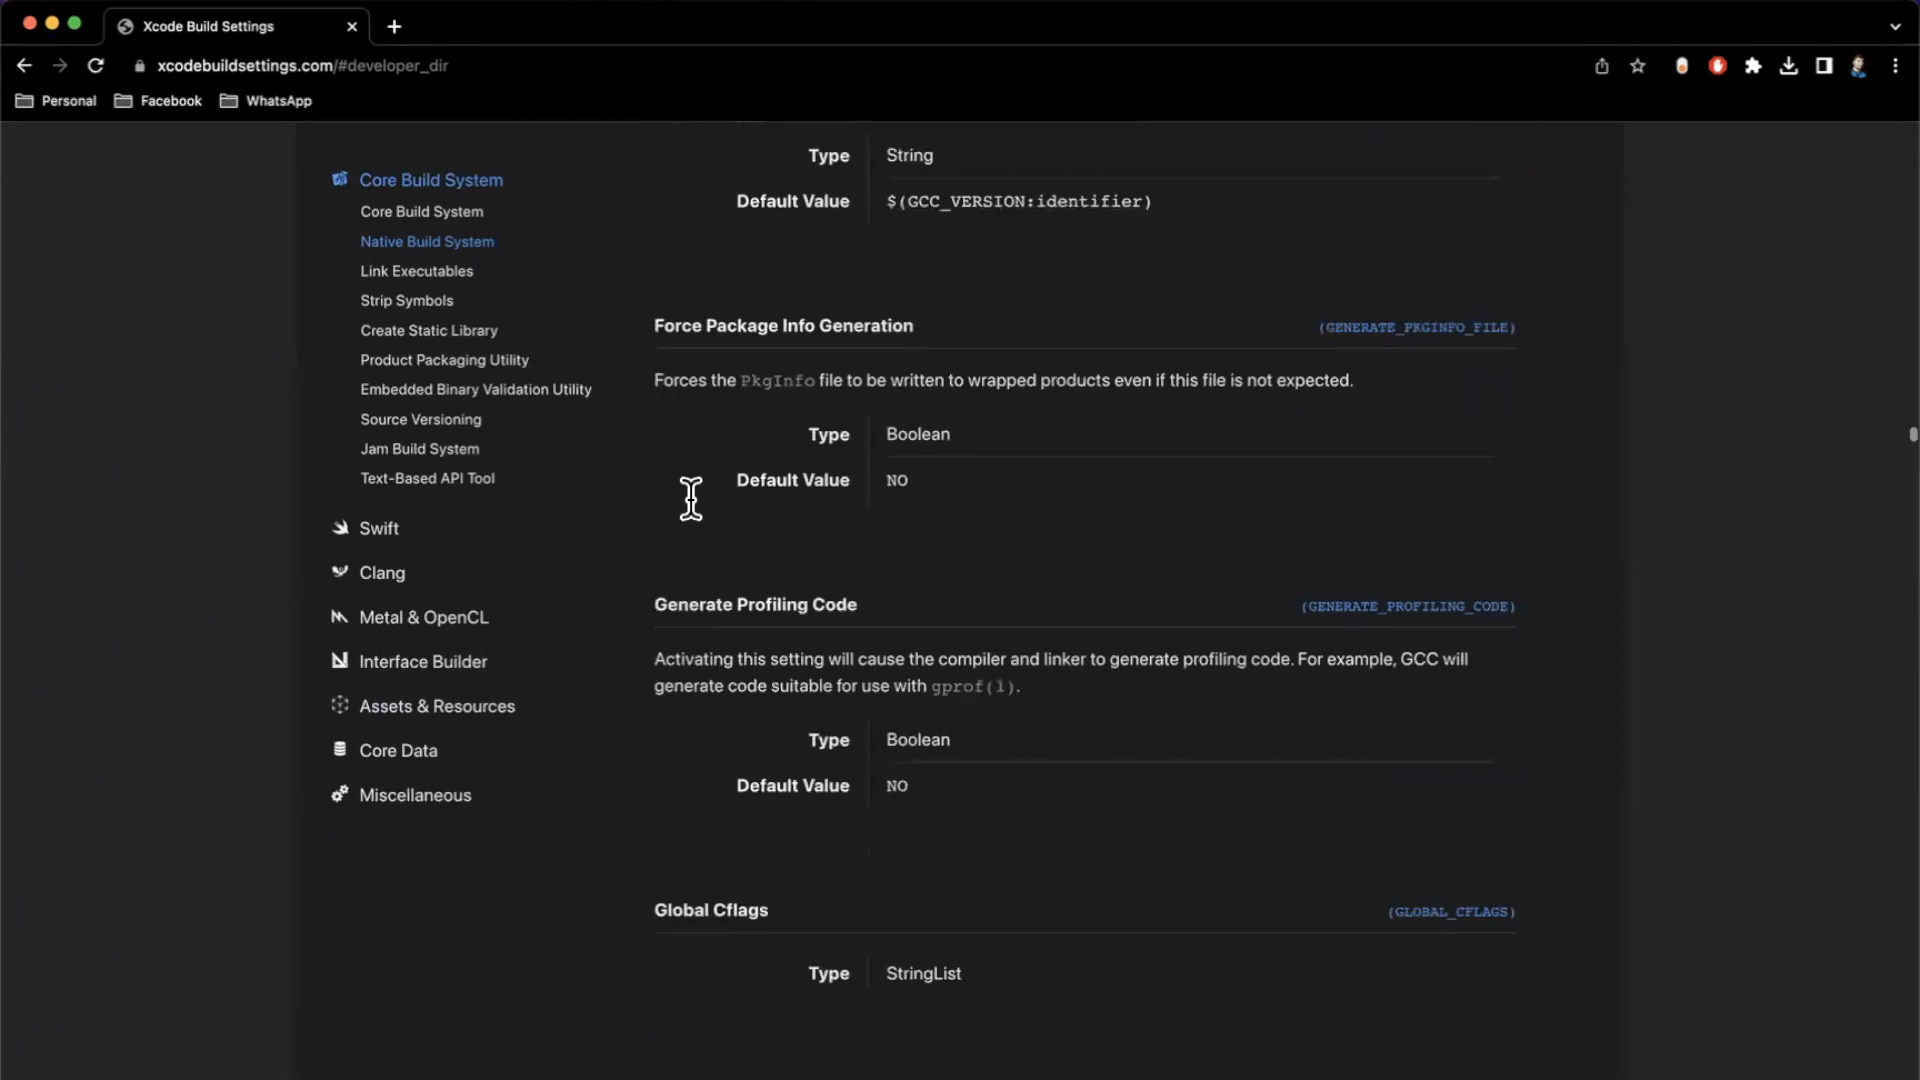 Xcode Build Settings
xcodebuildsettings.com/#developer_dir
Personal Facebook WhatsApp
Core Build System
Core Build System
Native Build System
Link Executables
Strip Symbols
Create Static Library
Product Packaging Utility
Embedded Binary Validation Utility
Source Versioning
Jam Build System
Text-Based API Tool
Swift
Clang
Metal & OpenCL
Interface Builder
Assets & Resources
Core Data
Miscellaneous
Type String
Default Value $(GCC_VERSION:identifier)
Force Package Info Generation (GENERATE_PKGINFO_FILE)
Forces the PkgInfo file to be written to wrapped products even if this file is not expected.
Type Boolean
Default Value NO
Generate Profiling Code (GENERATE_PROFILING_CODE)
Activating this setting will cause the compiler and linker to generate profiling code. For example, GCC will
generate code suitable for use with gprof(1).
Type Boolean
Default Value NO
Global Cflags (GLOBAL_CFLAGS)
Type StringList